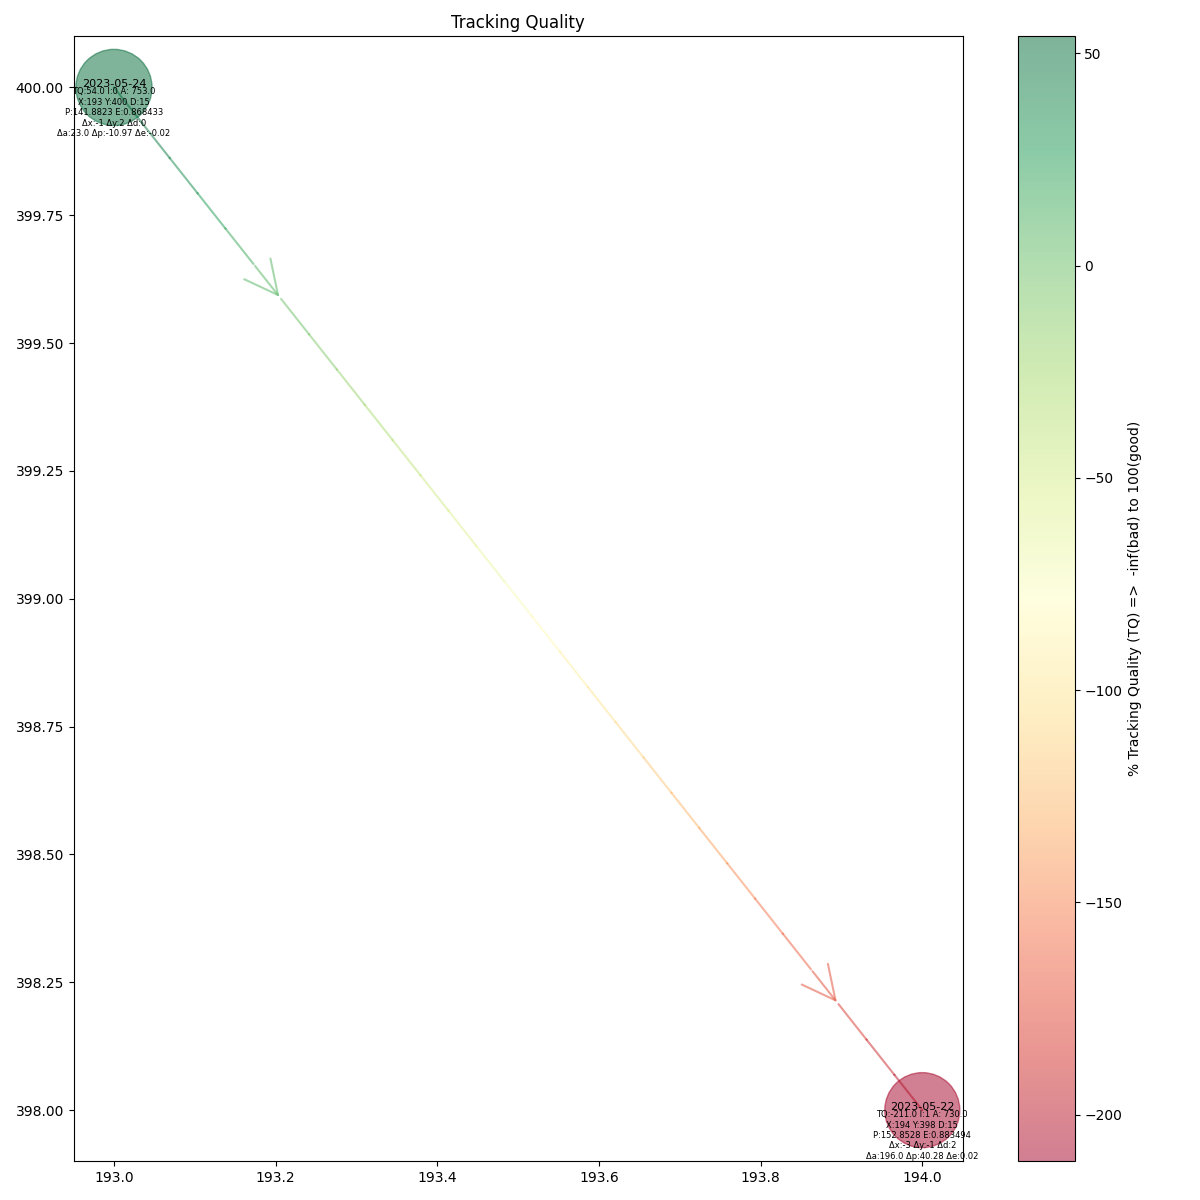 Tracking Quality
2023-05-24
TQ:54.0 I:0 A: 753.0
X:193 Y:400 D:15
P:141.8823 E:0.868433
Δx:-1 Δy:2 Δd:0
Δa:23.0 Δp:-10.97 Δe:-0.02
400.00
399.75
399.50
399.25
399.00
398.75
398.50
398.25
398.00
2023-05-22
TQ:-211.0 I:1 A: 730.0
X:194 Y:398 D:15
P:152.8528 E:0.883494
Δx:-3 Δy:-1 Δd:2
Δa:196.0 Δp:40.28 Δe:0.02
193.0 193.2 193.4 193.6 193.8 194.0
50
0
−50
−100
−150
−200
% Tracking Quality (TQ) => -inf(bad) to 100(good)